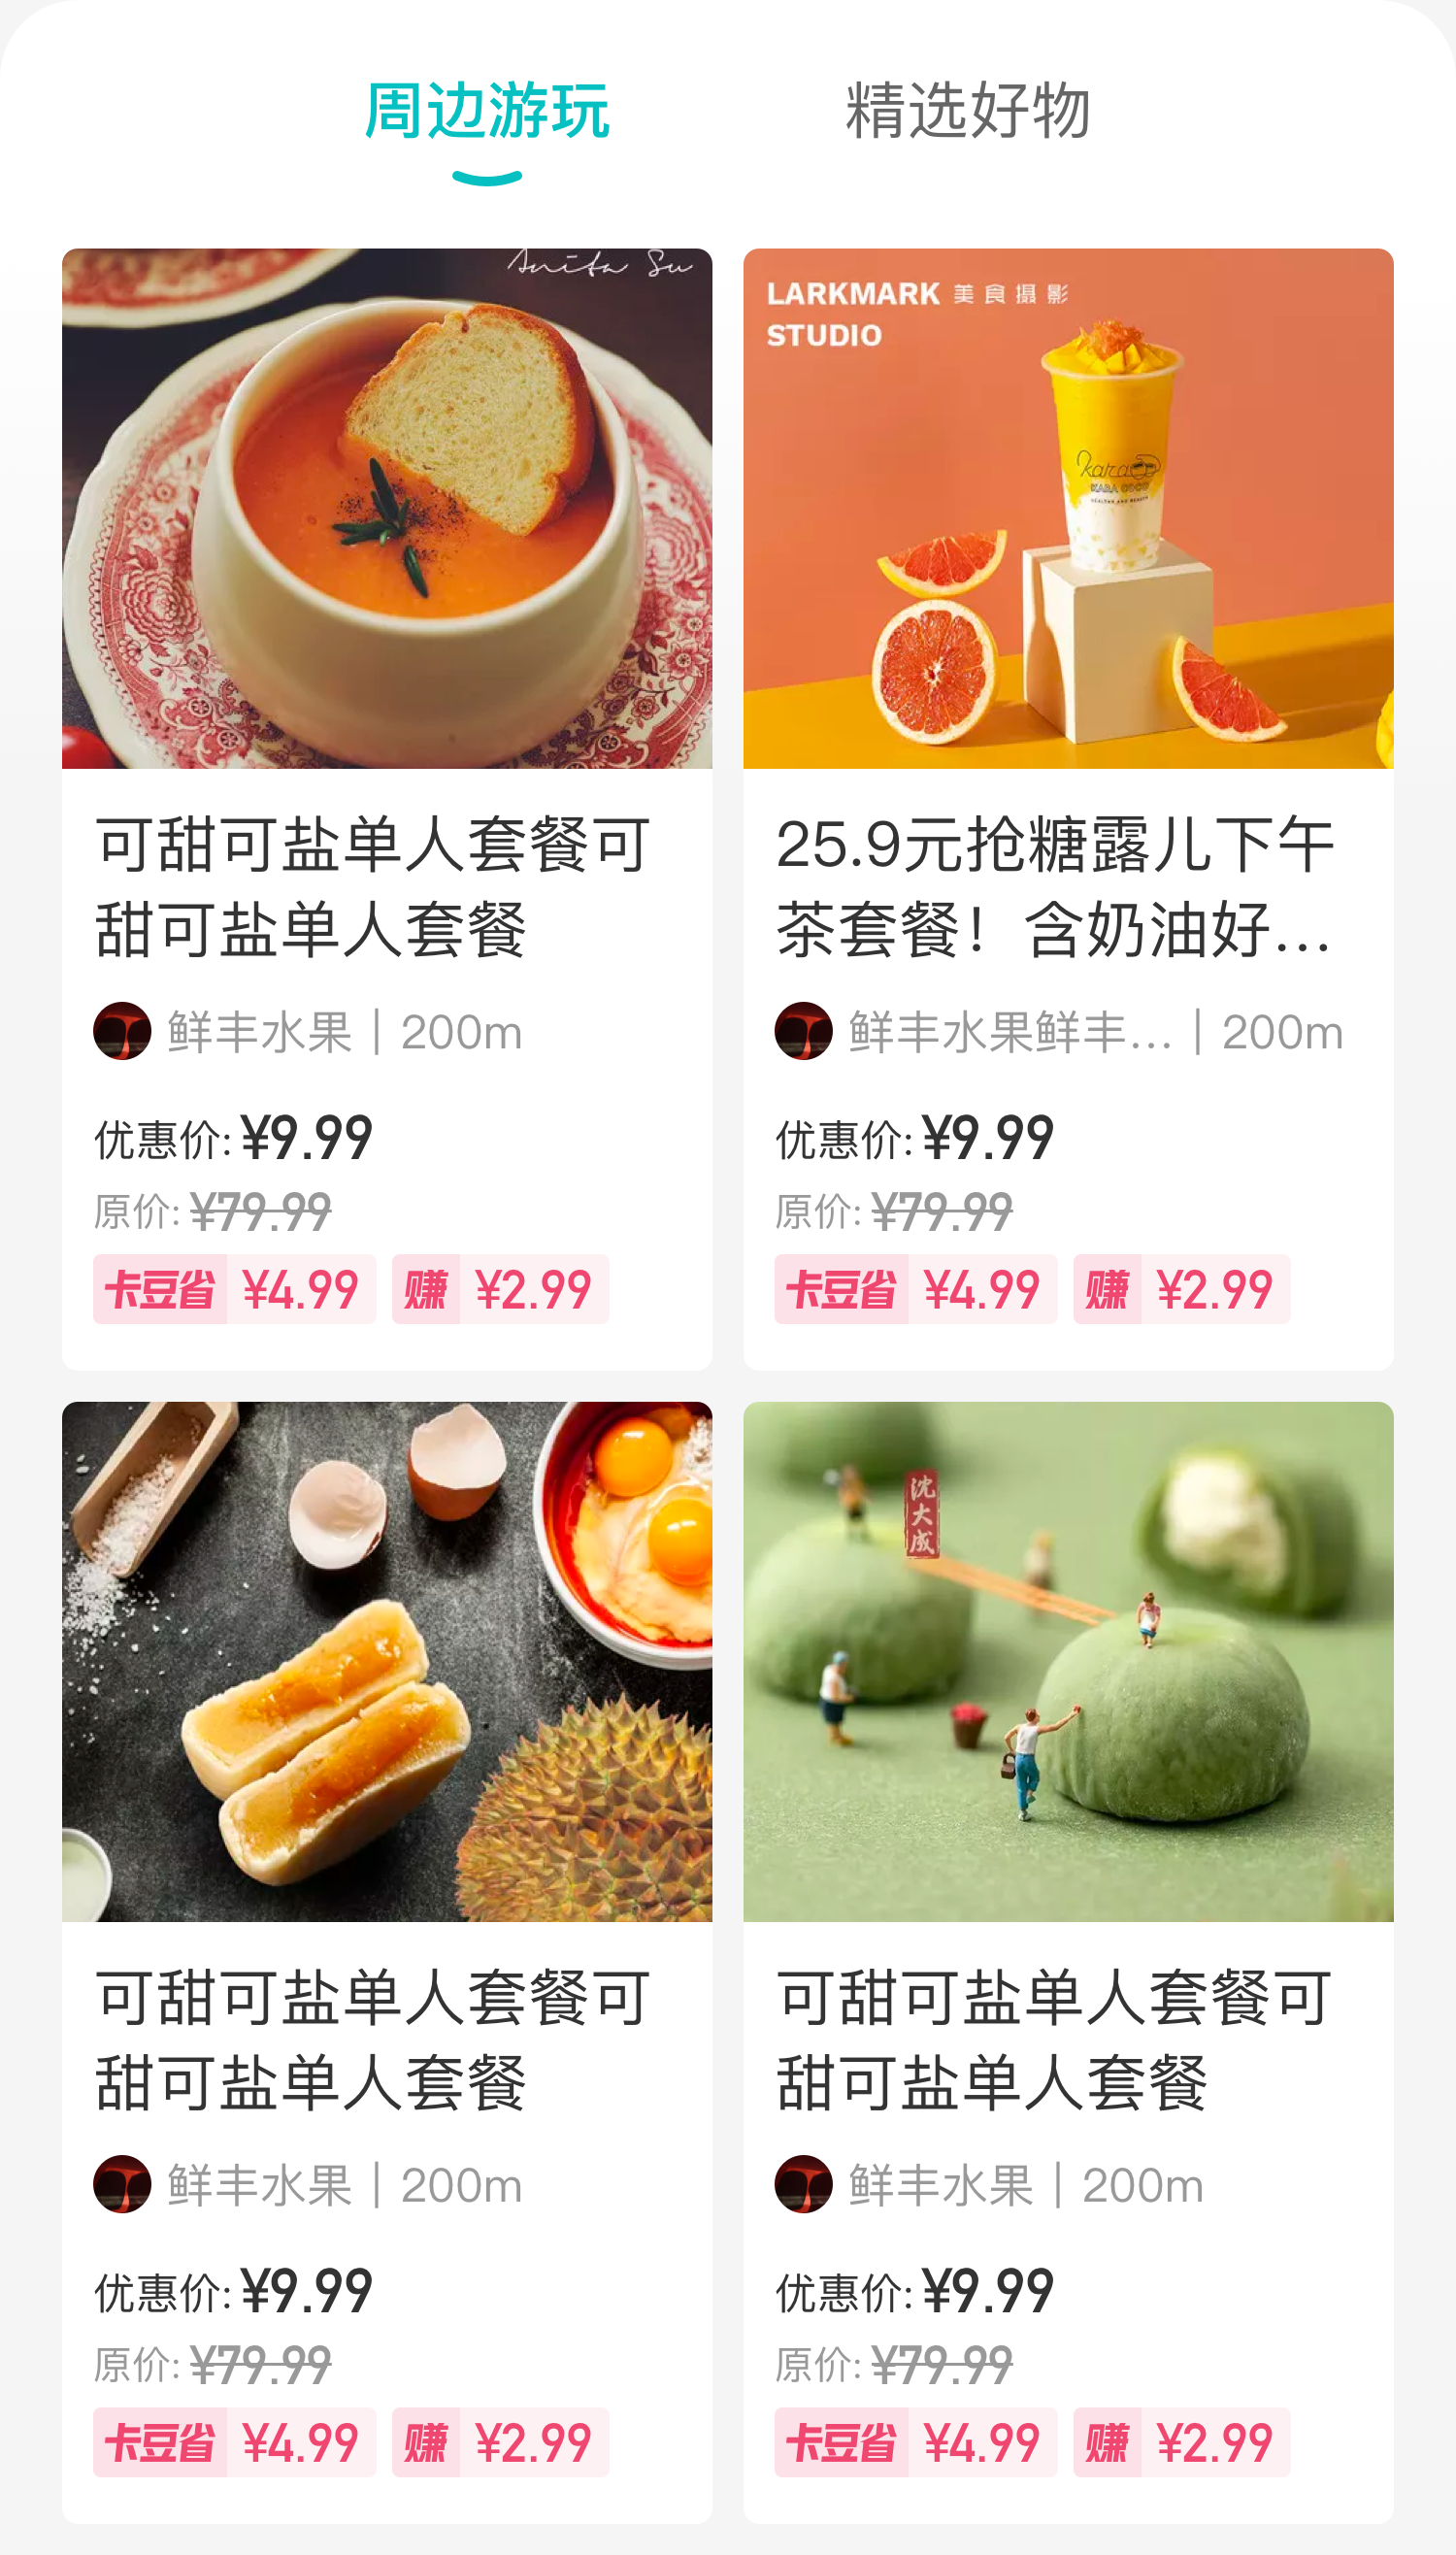 周边游玩
精选好物
Anita Su
LARKMARK 美食攝影
STUDIO
kara
KARA COCO
HEALTHY AND BEAUTY
可甜可盐单人套餐可
甜可盐单人套餐
鲜丰水果 | 200m
优惠价: ¥9.99
原价: ¥79.99
卡豆省 ¥4.99 赚 ¥2.99
25.9元抢糖露儿下午
茶套餐！含奶油好...
鲜丰水果鲜丰... | 200m
优惠价: ¥9.99
原价: ¥79.99
卡豆省 ¥4.99 赚 ¥2.99
可甜可盐单人套餐可
甜可盐单人套餐
鲜丰水果 | 200m
优惠价: ¥9.99
原价: ¥79.99
卡豆省 ¥4.99 赚 ¥2.99
沈大成
可甜可盐单人套餐可
甜可盐单人套餐
鲜丰水果 | 200m
优惠价: ¥9.99
原价: ¥79.99
卡豆省 ¥4.99 赚 ¥2.99